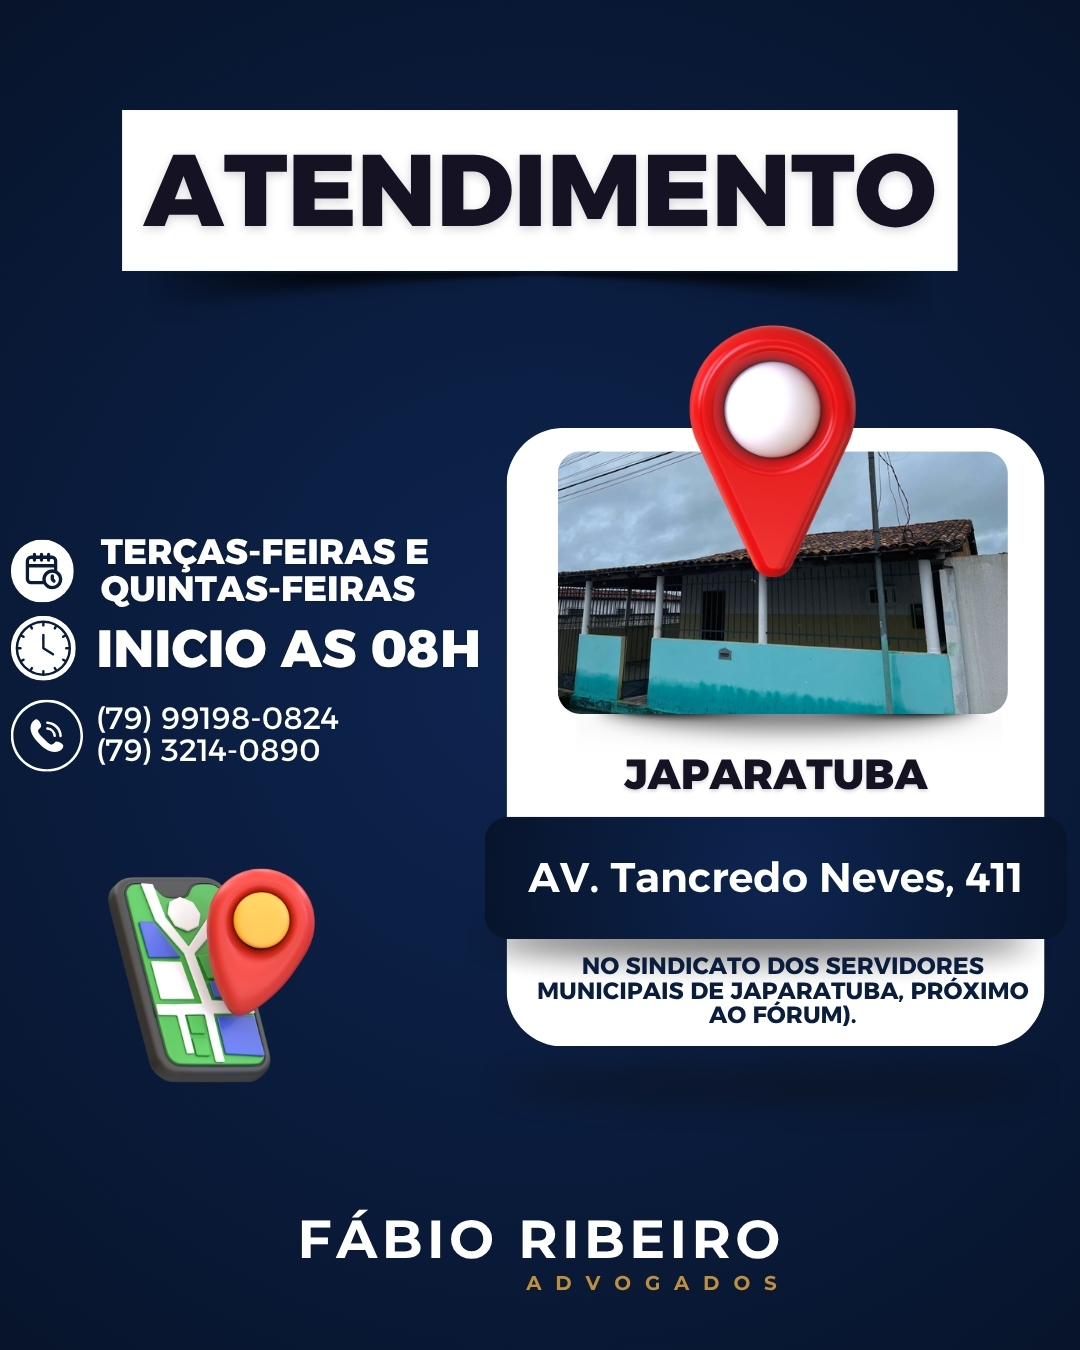 ATENDIMENTO
TERÇAS-FEIRAS E
QUINTAS-FEIRAS
INICIO AS 08H
(79) 99198-0824
(79) 3214-0890
JAPARATUBA
AV. Tancredo Neves, 411
NO SINDICATO DOS SERVIDORES
MUNICIPAIS DE JAPARATUBA, PRÓXIMO
AO FÓRUM).
FÁBIO RIBEIRO
ADVOGADOS